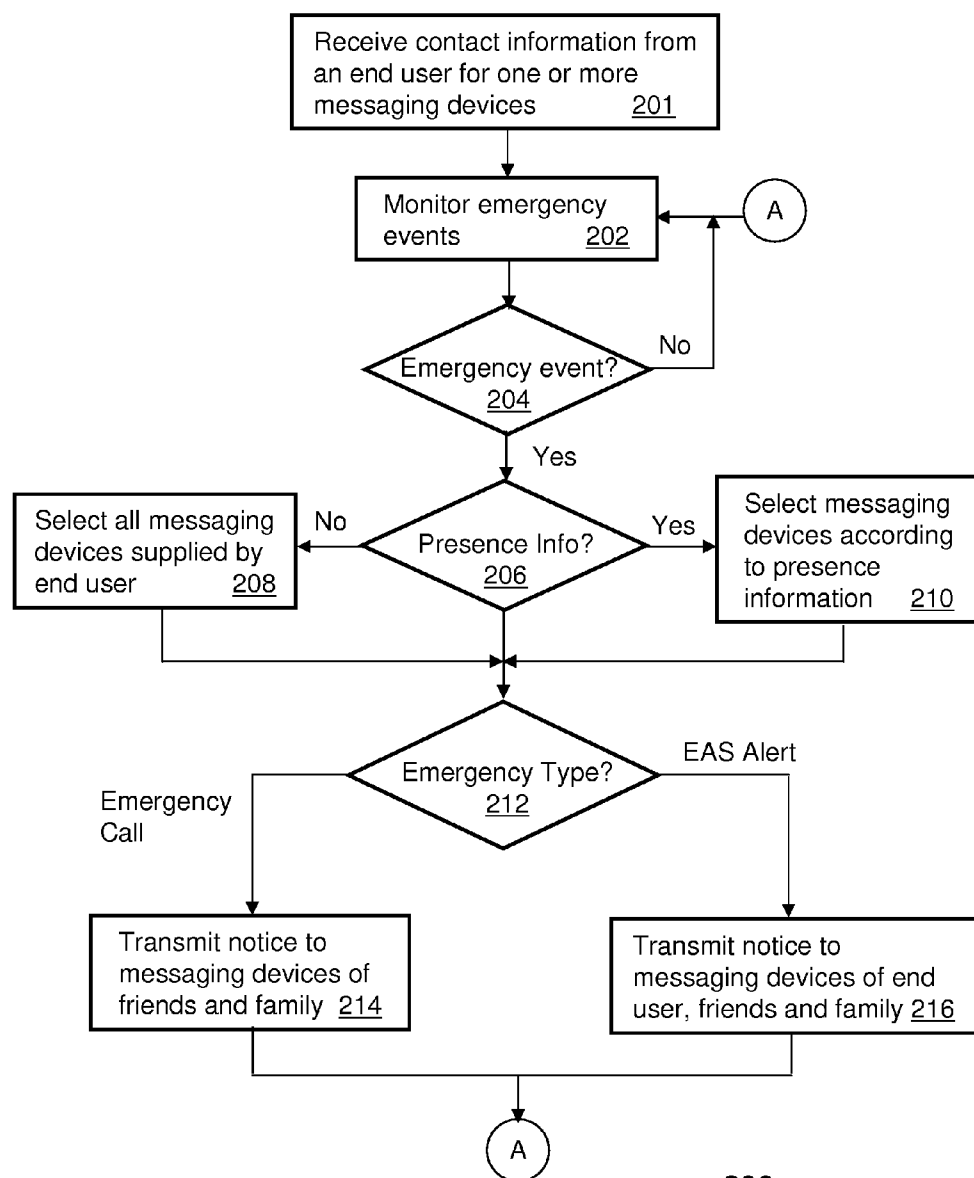 Receive contact information from
an end user for one or more
messaging devices 201
Monitor emergency
events 202
A
Emergency event?
204
No
Yes
Select all messaging
devices supplied by
end user 208
No
Presence Info?
206
Yes
Select messaging
devices according
to presence
information 210
Emergency Type?
212
EAS Alert
Emergency
Call
Transmit notice to
messaging devices of
friends and family 214
Transmit notice to
messaging devices of end
user, friends and family 216
A